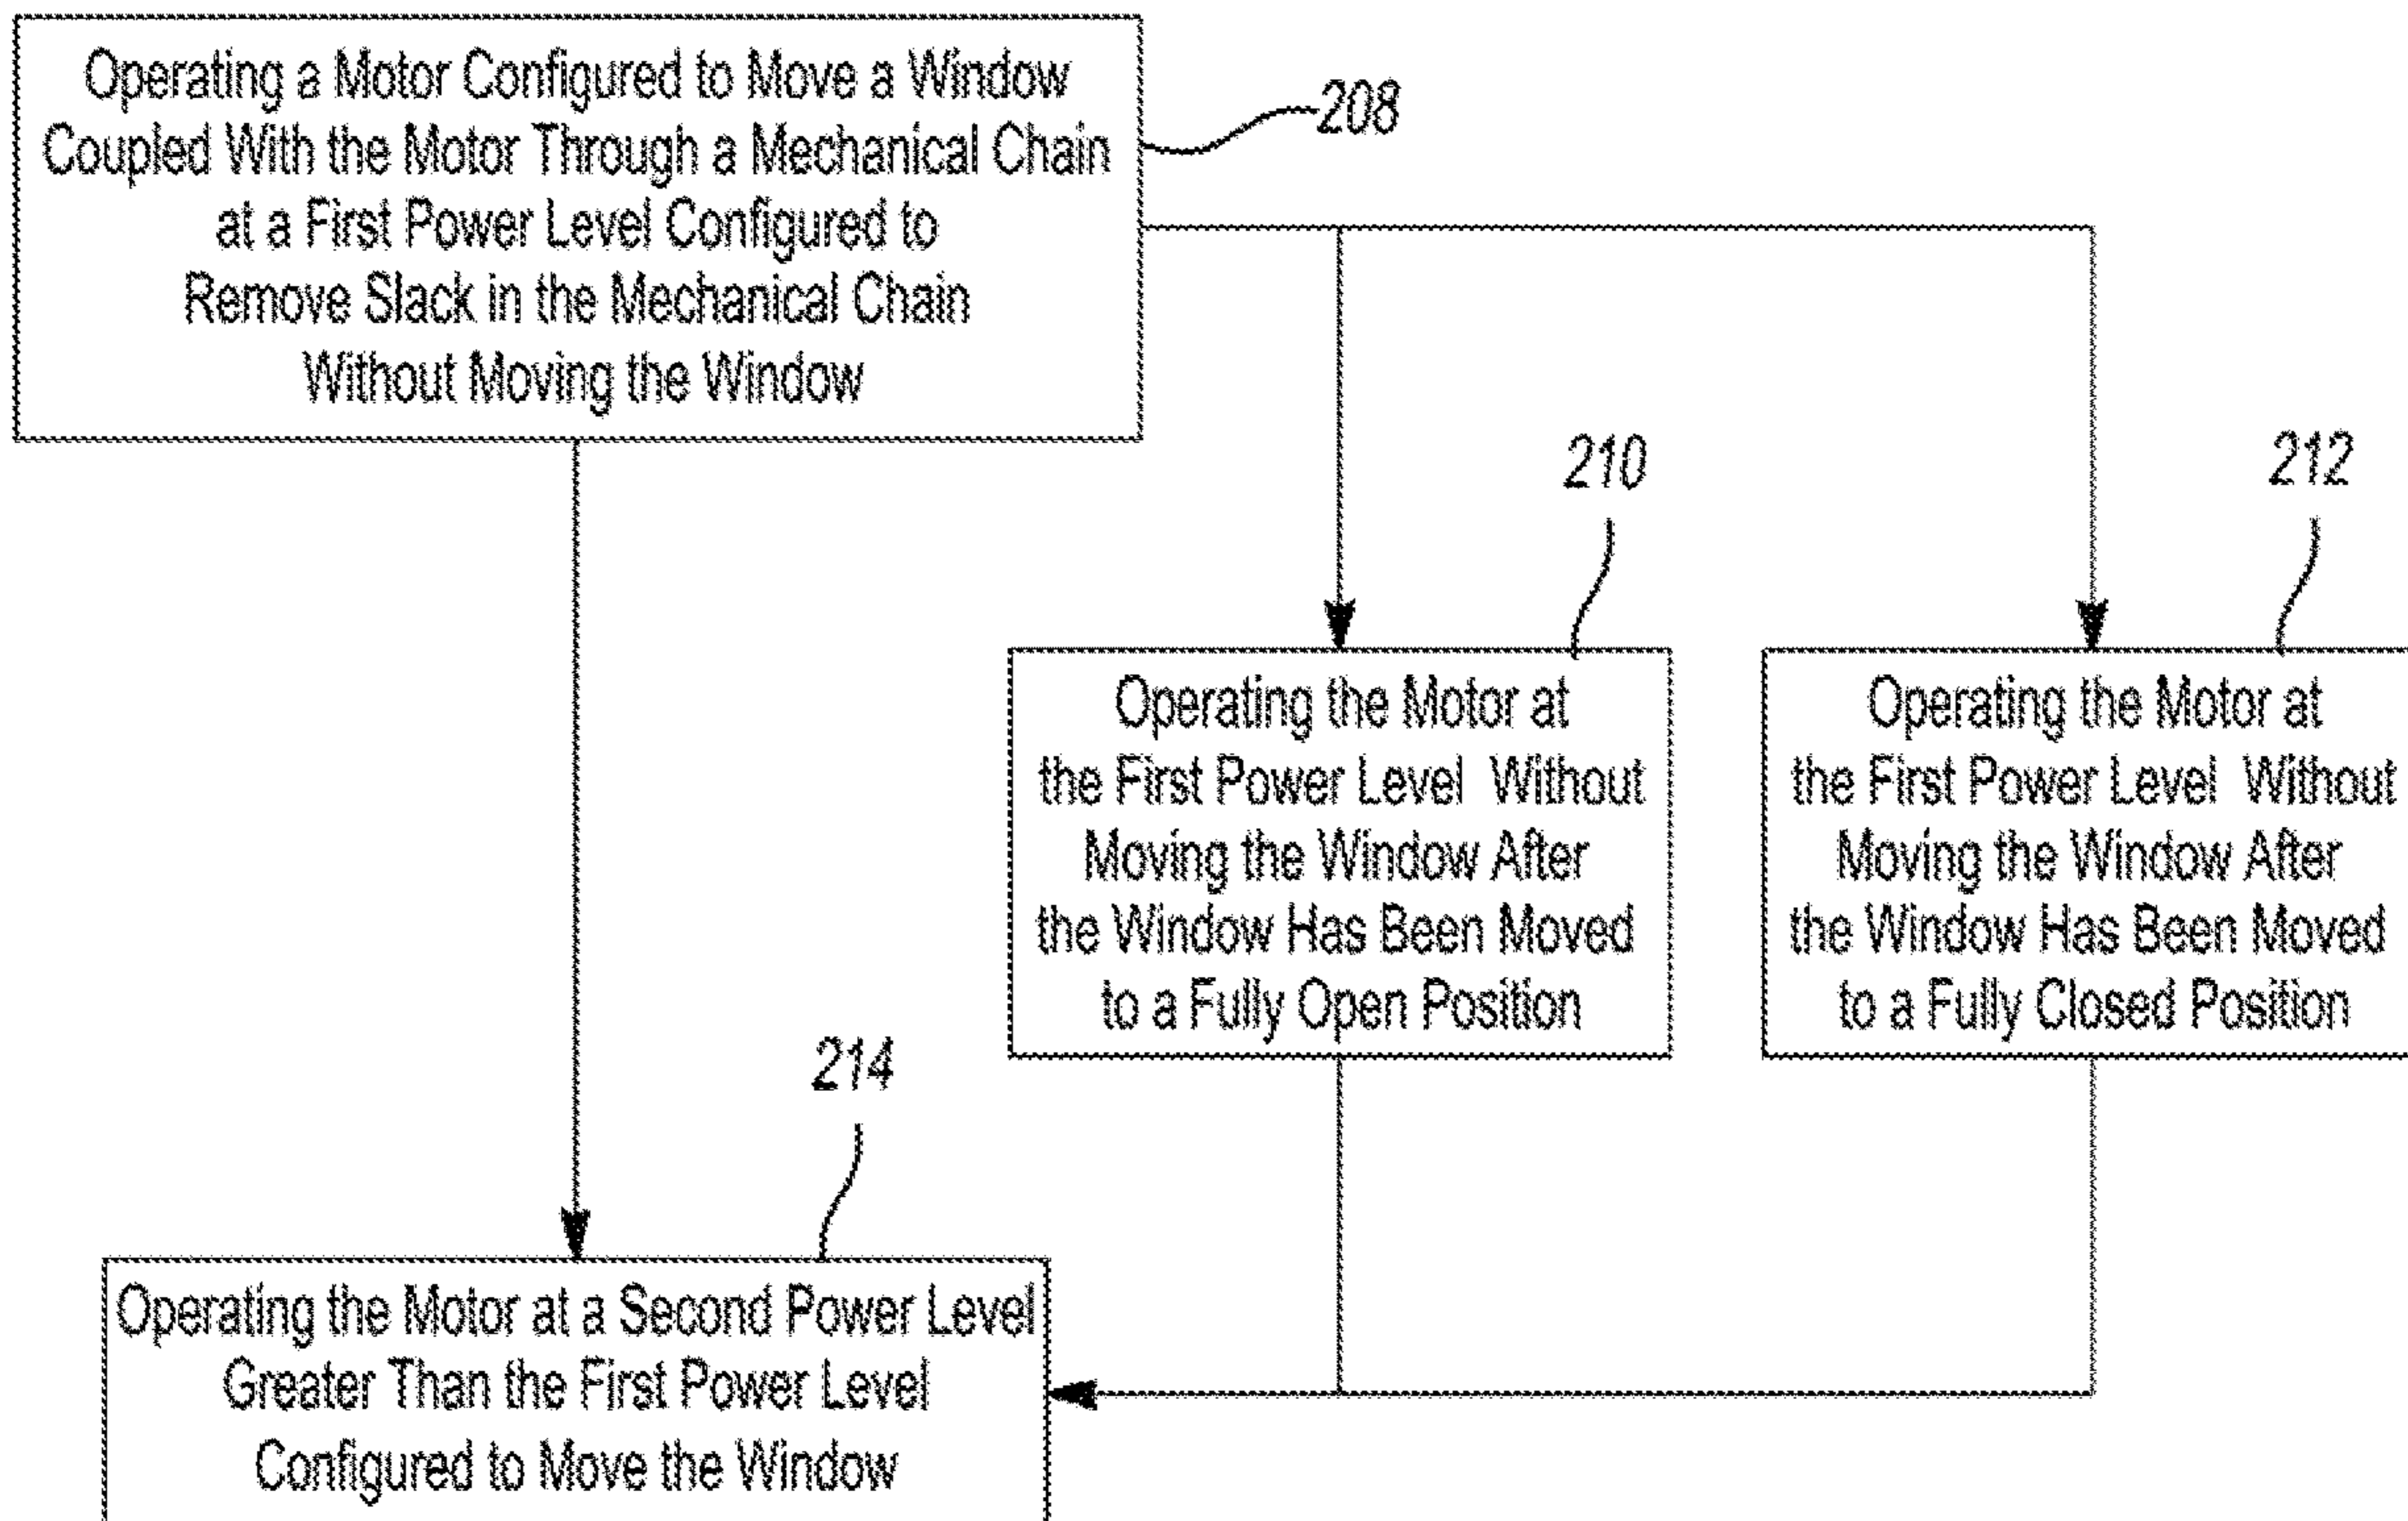 Operating a Motor Configured to Move a Window
Coupled With the Motor Through a Mechanical Chain
at a First Power Level Configured to
Remove Slack in the Mechanical Chain
Without Moving the Window
208
210
212
Operating the Motor at
the First Power Level Without
Moving the Window After
the Window Has Been Moved
to a Fully Open Position
Operating the Motor at
the First Power Level Without
Moving the Window After
the Window Has Been Moved
to a Fully Closed Position
214
Operating the Motor at a Second Power Level
Greater Than the First Power Level
Configured to Move the Window